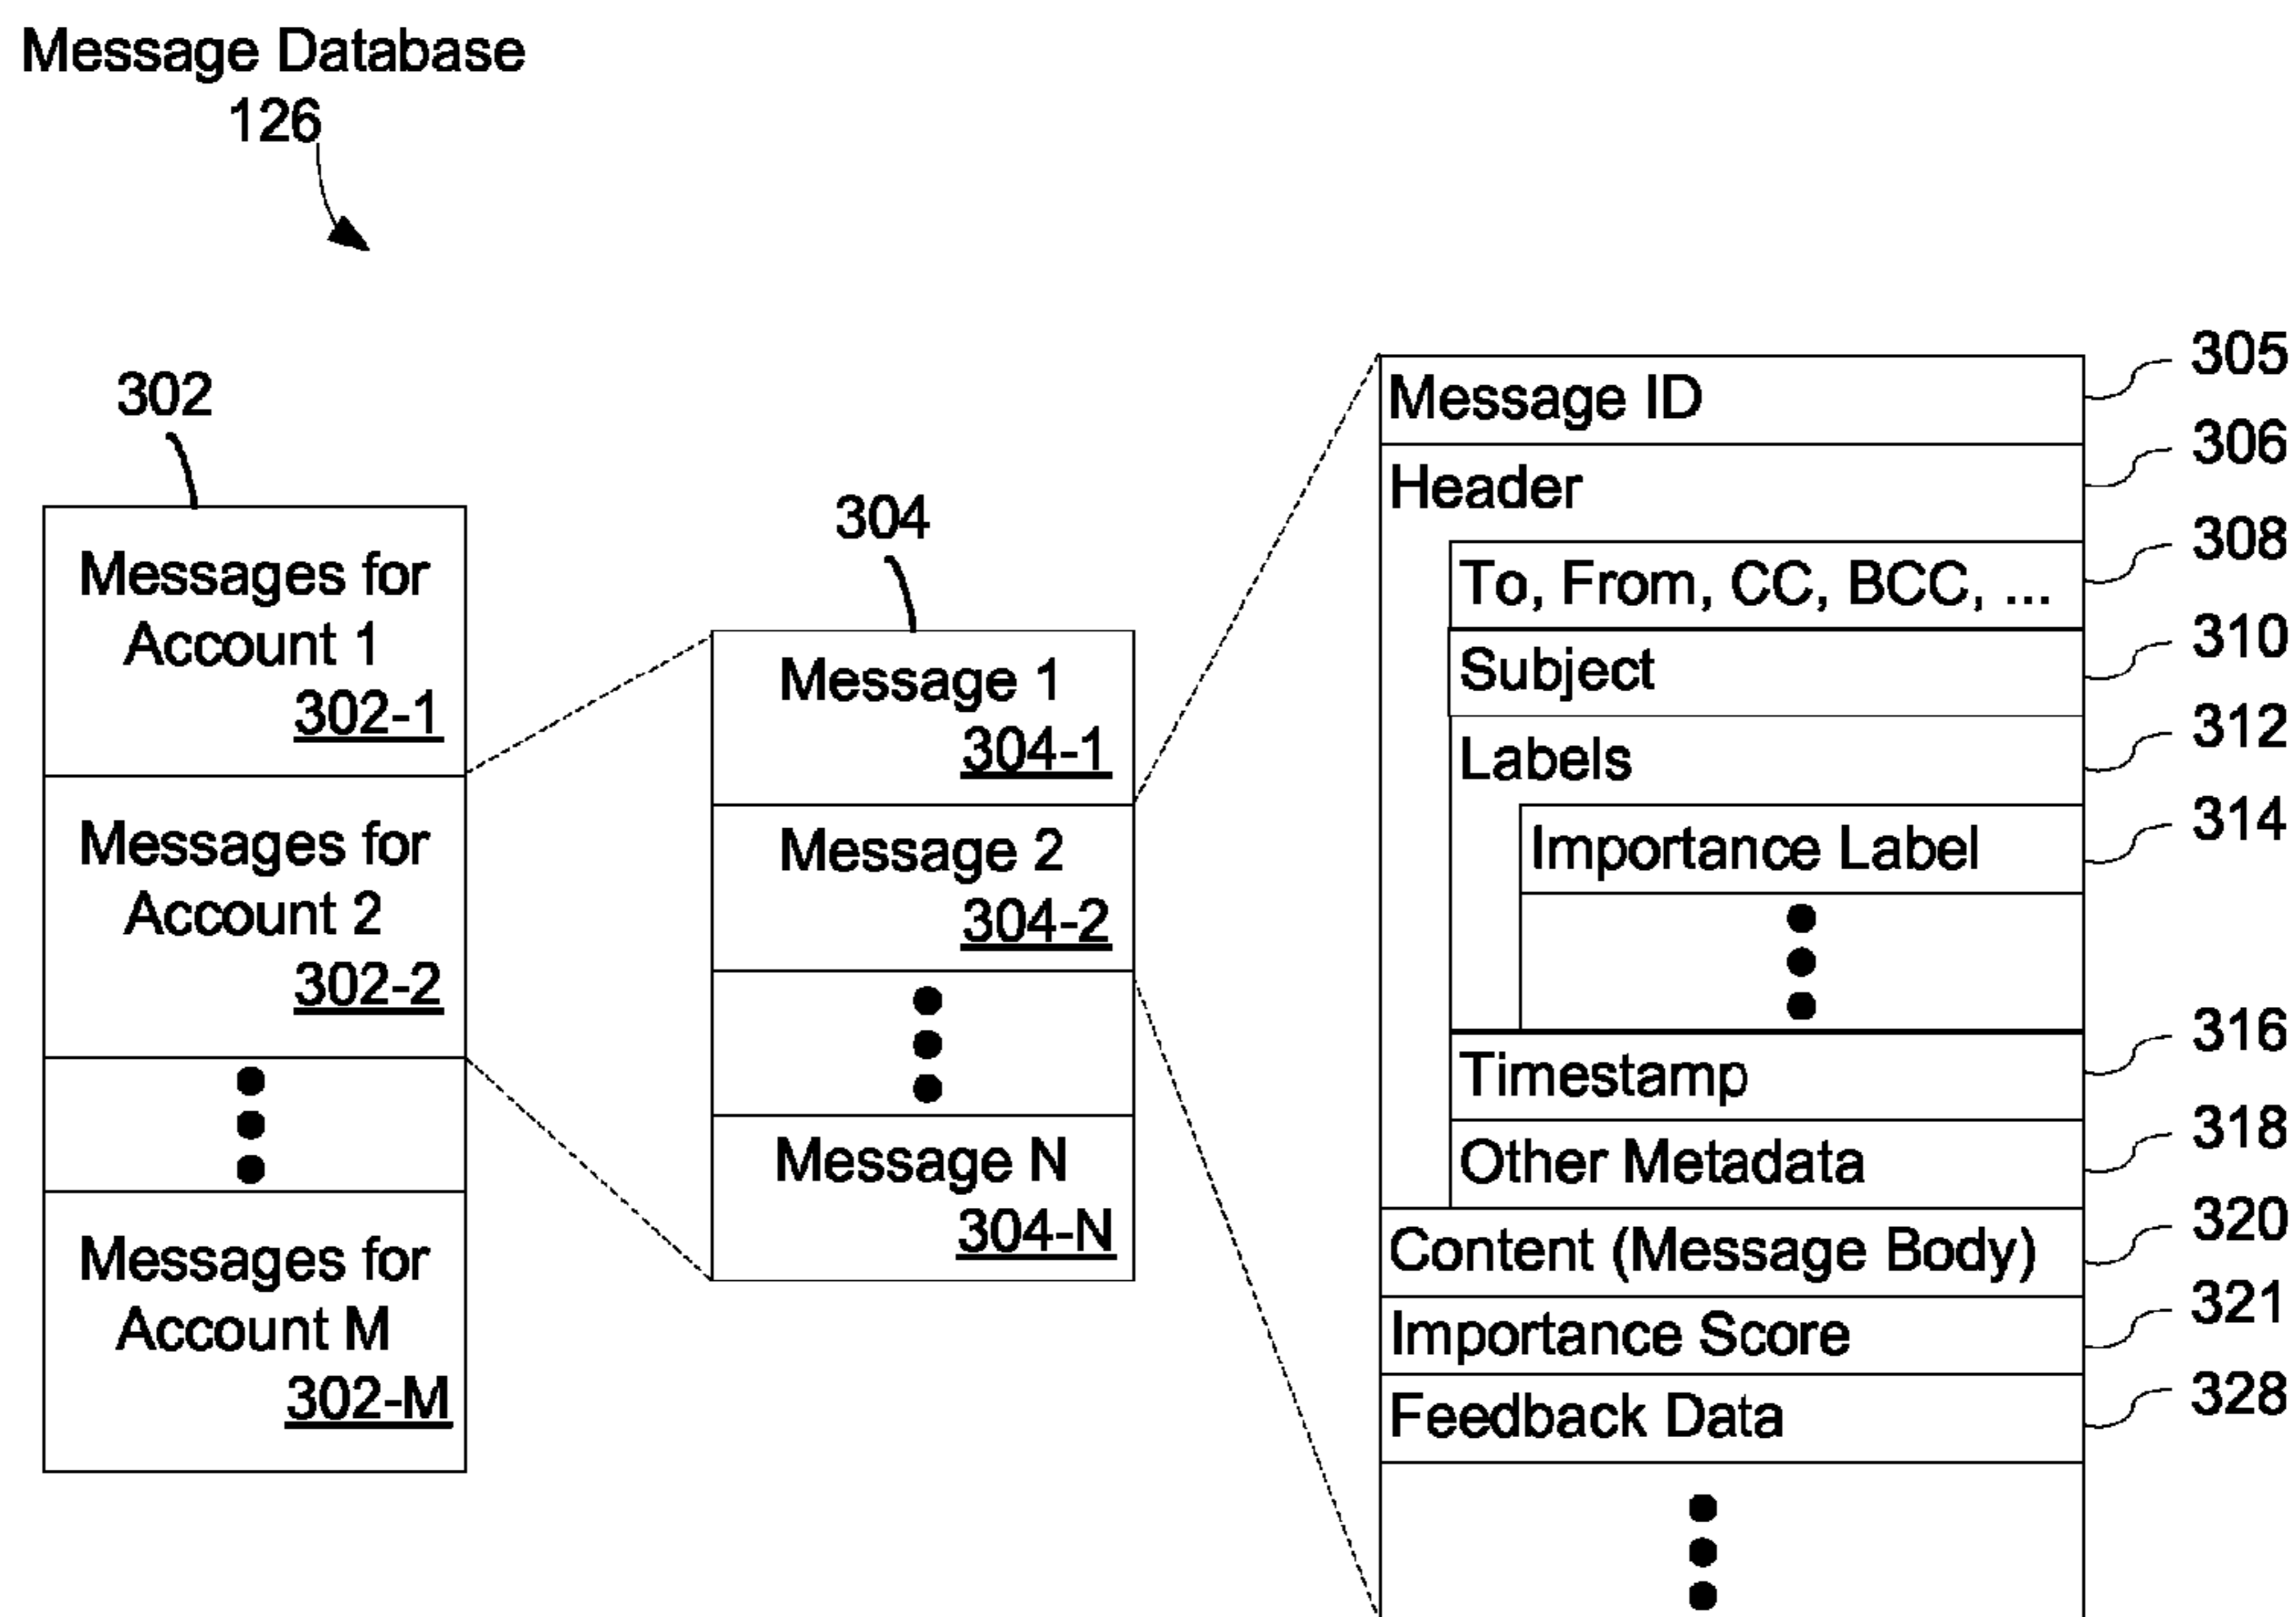 Message Database
126
302
Messages for
Account 1
302-1
Messages for
Account 2
302-2
Messages for
Account M
302-M
304
Message 1
304-1
Message 2
304-2
Message N
304-N
Message ID
305
Header
306
To, From, CC, BCC, ...
308
Subject
310
Labels
312
Importance Label
314
Timestamp
316
Other Metadata
318
Content (Message Body)
320
Importance Score
321
Feedback Data
328